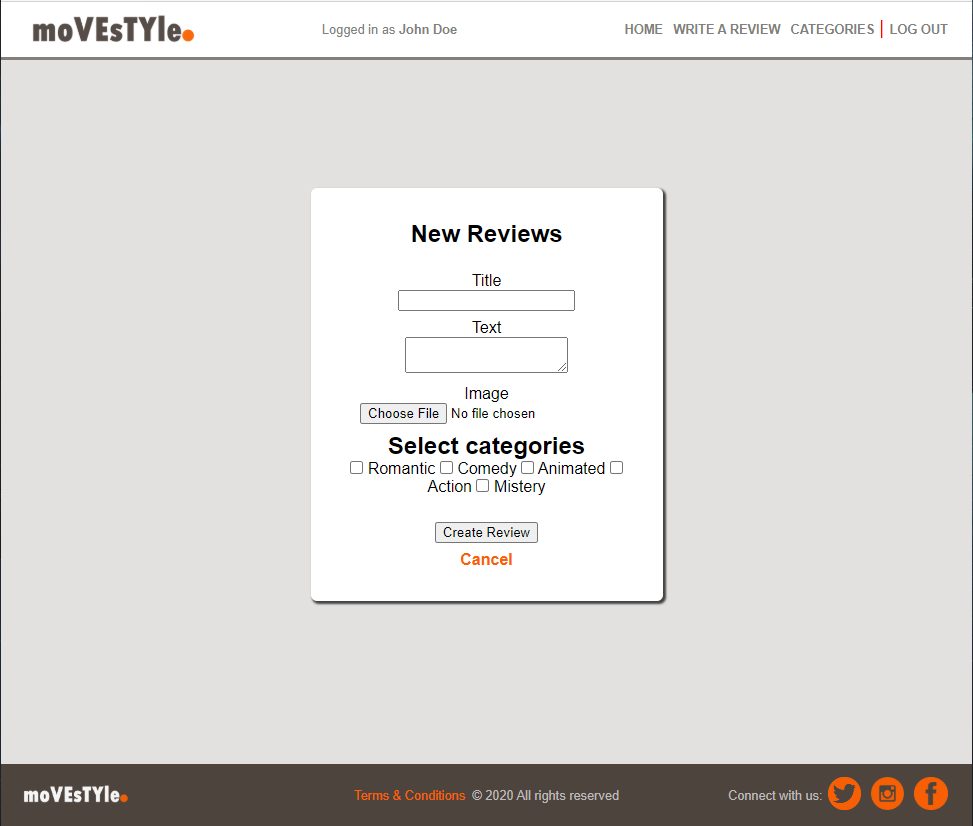 moVEsTYle.
Logged in as John Doe
HOME WRITE A REVIEW CATEGORIES | LOG OUT
New Reviews
Title
Text
Image
Choose File No file chosen
Select categories
Romantic Comedy Animated
Action Mistery
Create Review
Cancel
moVEsTYle.
Terms & Conditions © 2020 All rights reserved
Connect with us: